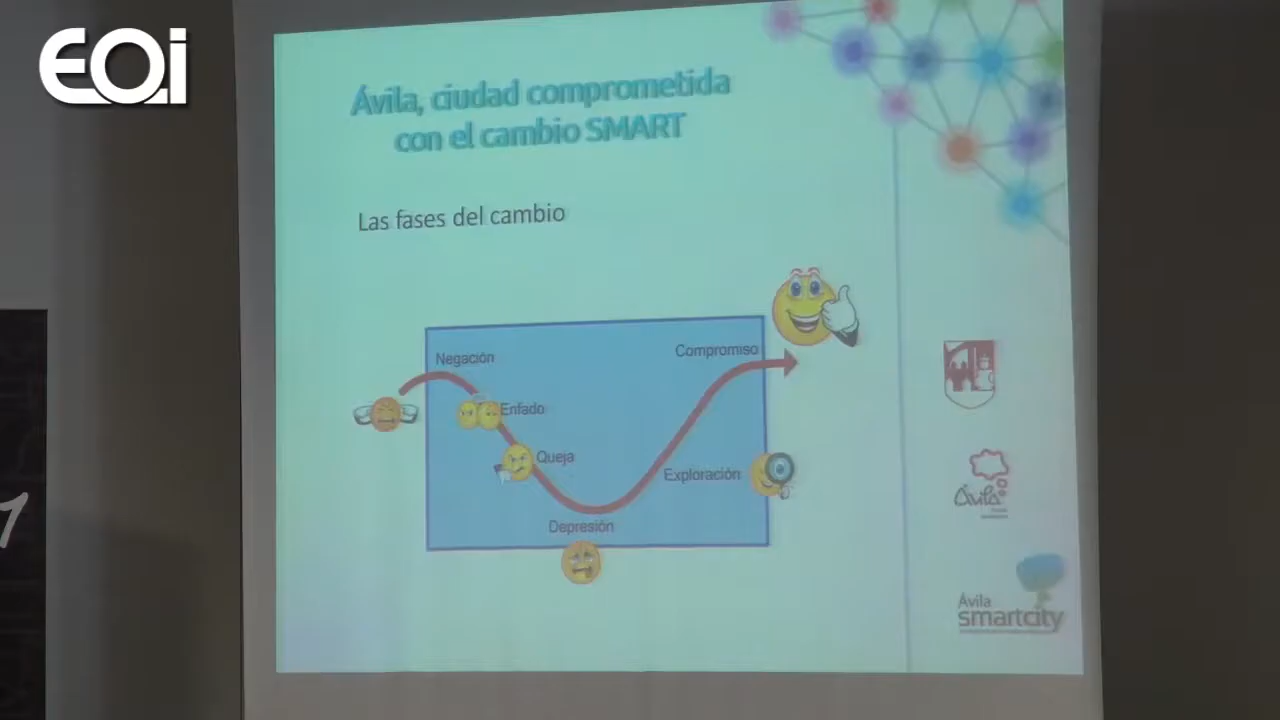 EOi
Ávila, ciudad comprometida
con el cambio SMART
Las fases del cambio
Negación
Compromiso
Enfado
Queja
Exploración
Depresión
Ávila
Ávila
smartcity